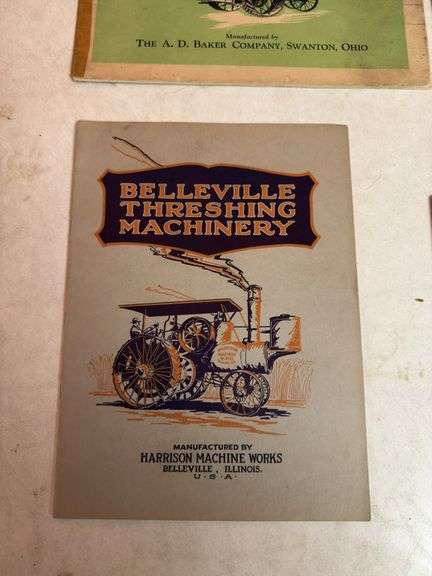 Manufactured by
THE A. D. BAKER COMPANY, SWANTON, OHIO
BELLEVILLE
THRESHING
MACHINERY
MANUFACTURED BY
HARRISON MACHINE WORKS
BELLEVILLE, ILLINOIS.
U·S·A·